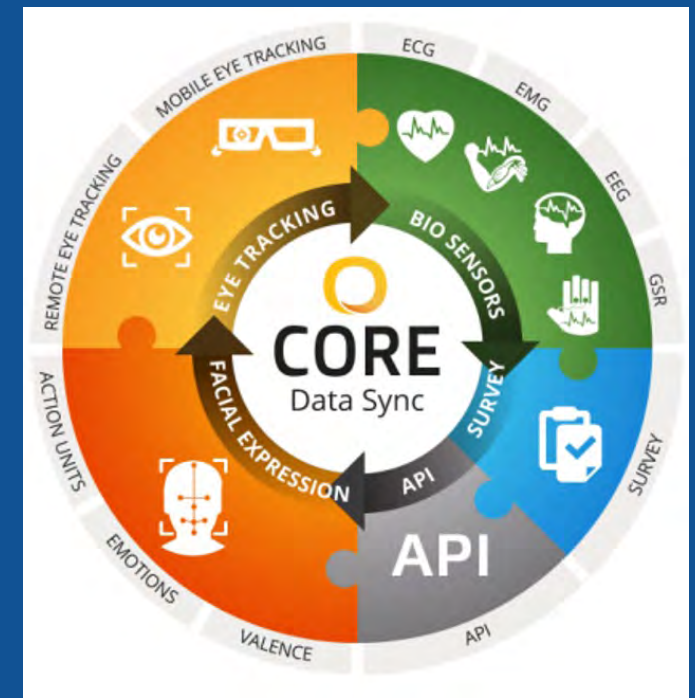 MOBILE EYE TRACKING
ECG
EMG
EEG
GSR
SURVEY
API
VALENCE
EMOTIONS
ACTION UNITS
REMOTE EYE TRACKING
EYE TRACKING
BIO SENSORS
SURVEY
API
FACIAL EXPRESSION
CORE
Data Sync
API